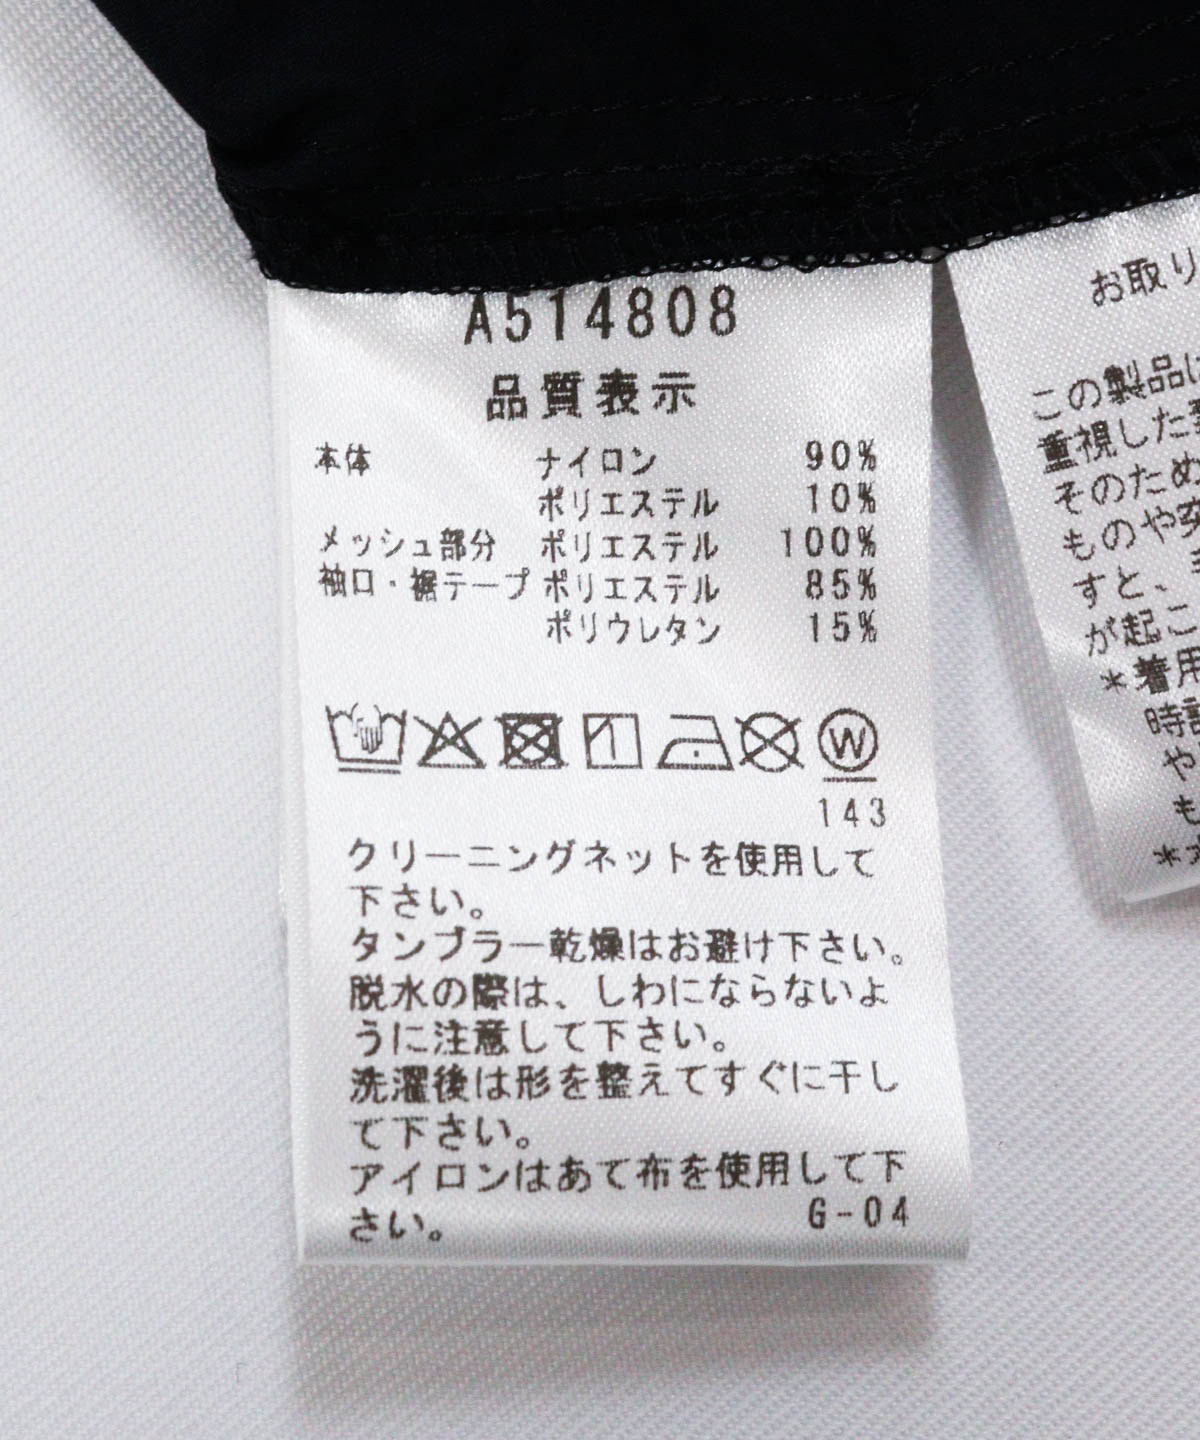 A514808
品質表示
本体 ナイロン 90%
ポリエステル 10%
メッシュ部分 ポリエステル 100%
袖口・裾テープ ポリエステル 85%
ポリウレタン 15%
W
143
クリーニングネットを使用して
下さい。
タンブラー乾燥はお避け下さい。
脱水の際は、しわにならないよ
うに注意して下さい。
洗濯後は形を整えてすぐに干し
て下さい。
アイロンはあて布を使用して下
さい。 G-04
お取り
この製品は
重視した
そのため
ものや
すと、
が起こ
*着用
時
や
も
*